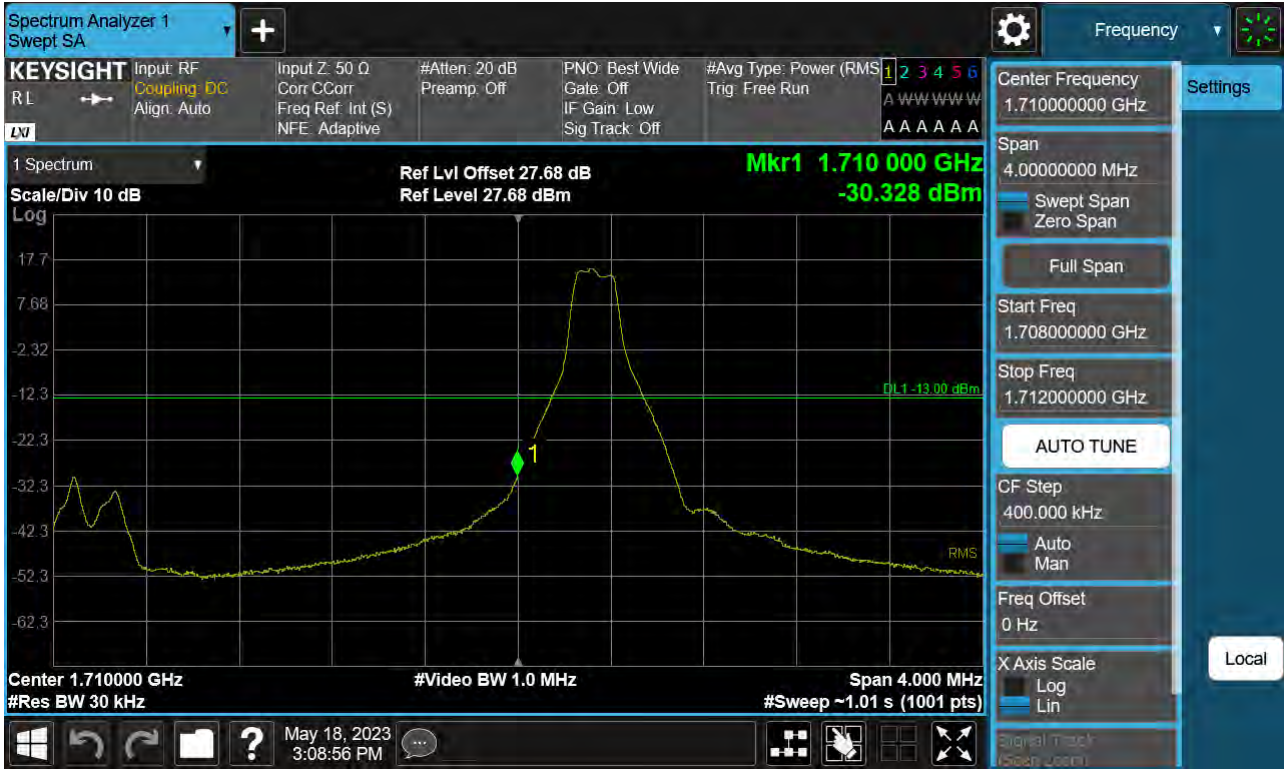 Spectrum Analyzer 1
Swept SA
Frequency
KEYSIGHT
RL
LXI
Input: RF
Coupling: DC
Align: Auto
Input Z: 50 Ω
Corr CCorr
Freq Ref: Int (S)
NFE: Adaptive
#Atten: 20 dB
Preamp: Off
PNO: Best Wide
Gate: Off
IF Gain: Low
Sig Track: Off
#Avg Type: Power (RMS
Trig: Free Run
1 2 3 4 5 6
A W W W W W
A A A A A A
1 Spectrum
Scale/Div 10 dB
Log
Ref Lvl Offset 27.68 dB
Ref Level 27.68 dBm
Mkr1 1.710 000 GHz
-30.328 dBm
17.7
7.68
-2.32
-12.3
-22.3
-32.3
-42.3
-52.3
-62.3
DL1 -13.00 dBm
1
RMS
Center 1.710000 GHz
#Res BW 30 kHz
#Video BW 1.0 MHz
Span 4.000 MHz
#Sweep ~1.01 s (1001 pts)
Center Frequency
1.710000000 GHz
Settings
Span
4.00000000 MHz
Swept Span
Zero Span
Full Span
Start Freq
1.708000000 GHz
Stop Freq
1.712000000 GHz
AUTO TUNE
CF Step
400.000 kHz
Auto
Man
Freq Offset
0 Hz
X Axis Scale
Log
Lin
Local
Signal Track
(Span Zoom)
?
May 18, 2023
3:08:56 PM